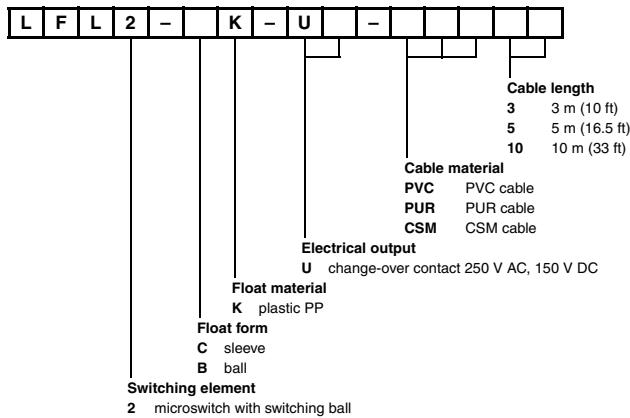 L F L 2 – K – U –
Cable length
3 3 m (10 ft)
5 5 m (16.5 ft)
10 10 m (33 ft)
Cable material
PVC PVC cable
PUR PUR cable
CSM CSM cable
Electrical output
U change-over contact 250 V AC, 150 V DC
Float material
K plastic PP
Float form
C sleeve
B ball
Switching element
2 microswitch with switching ball